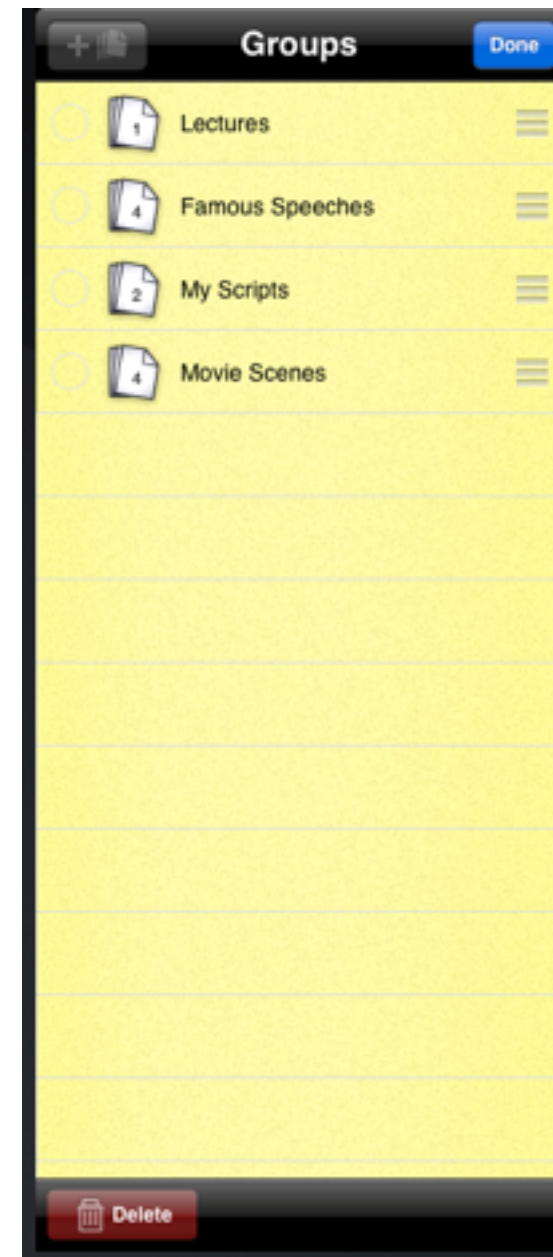 Groups
Done
1 Lectures
4 Famous Speeches
2 My Scripts
4 Movie Scenes
Delete